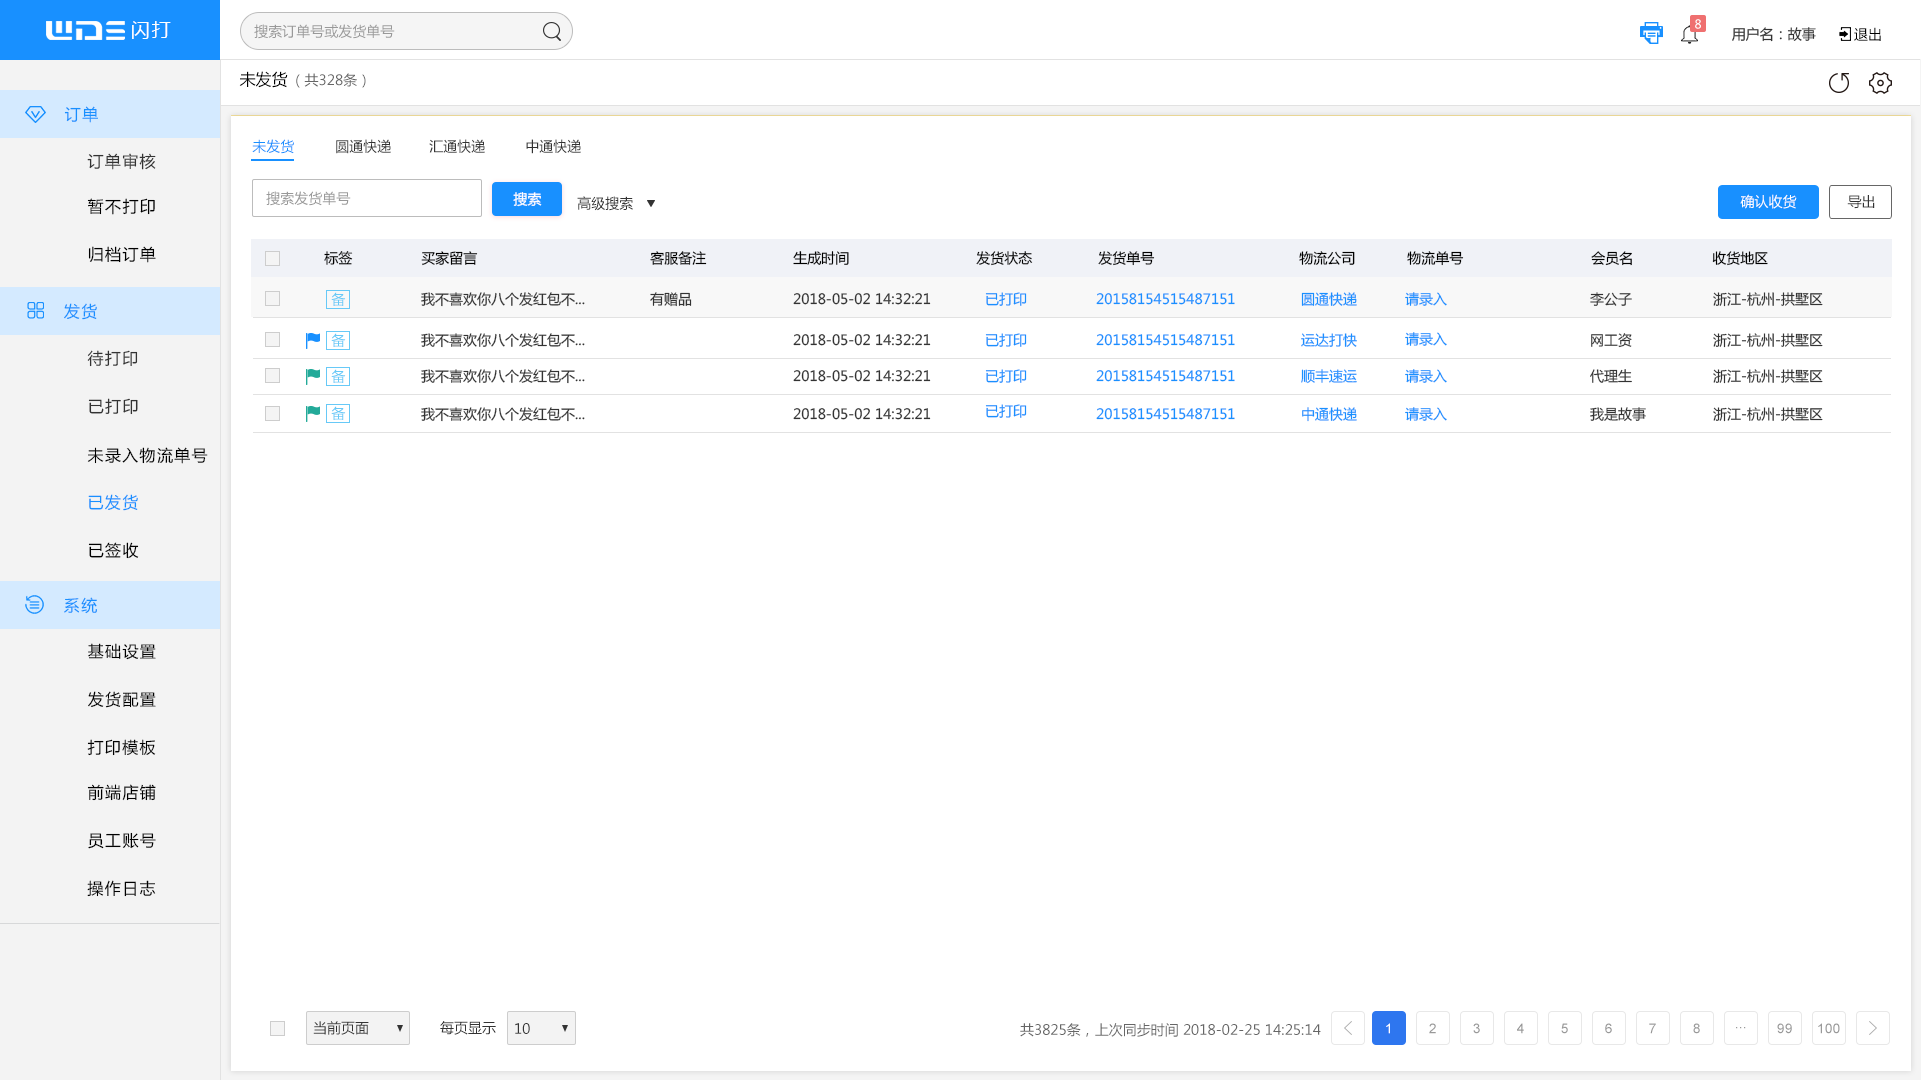 WDS闪打
搜索订单号或发货单号
8
用户名：故事
退出
未发货（共328条）
订单
订单审核
暂不打印
归档订单
发货
待打印
已打印
未录入物流单号
已发货
已签收
系统
基础设置
发货配置
打印模板
前端店铺
员工账号
操作日志
未发货 圆通快递 汇通快递 中通快递
搜索发货单号 搜索 高级搜索 ▼ 确认收货 导出
标签 买家留言 客服备注 生成时间 发货状态 发货单号 物流公司 物流单号 会员名 收货地区
备 我不喜欢你八个发红包不... 有赠品 2018-05-02 14:32:21 已打印 20158154515487151 圆通快递 请录入 李公子 浙江-杭州-拱墅区
备 我不喜欢你八个发红包不... 2018-05-02 14:32:21 已打印 20158154515487151 运达打快 请录入 网工资 浙江-杭州-拱墅区
备 我不喜欢你八个发红包不... 2018-05-02 14:32:21 已打印 20158154515487151 顺丰速运 请录入 代理生 浙江-杭州-拱墅区
备 我不喜欢你八个发红包不... 2018-05-02 14:32:21 已打印 20158154515487151 中通快递 请录入 我是故事 浙江-杭州-拱墅区
当前页面 ▼ 每页显示 10 ▼ 共3825条，上次同步时间 2018-02-25 14:25:14 < 1 2 3 4 5 6 7 8 ... 99 100 >